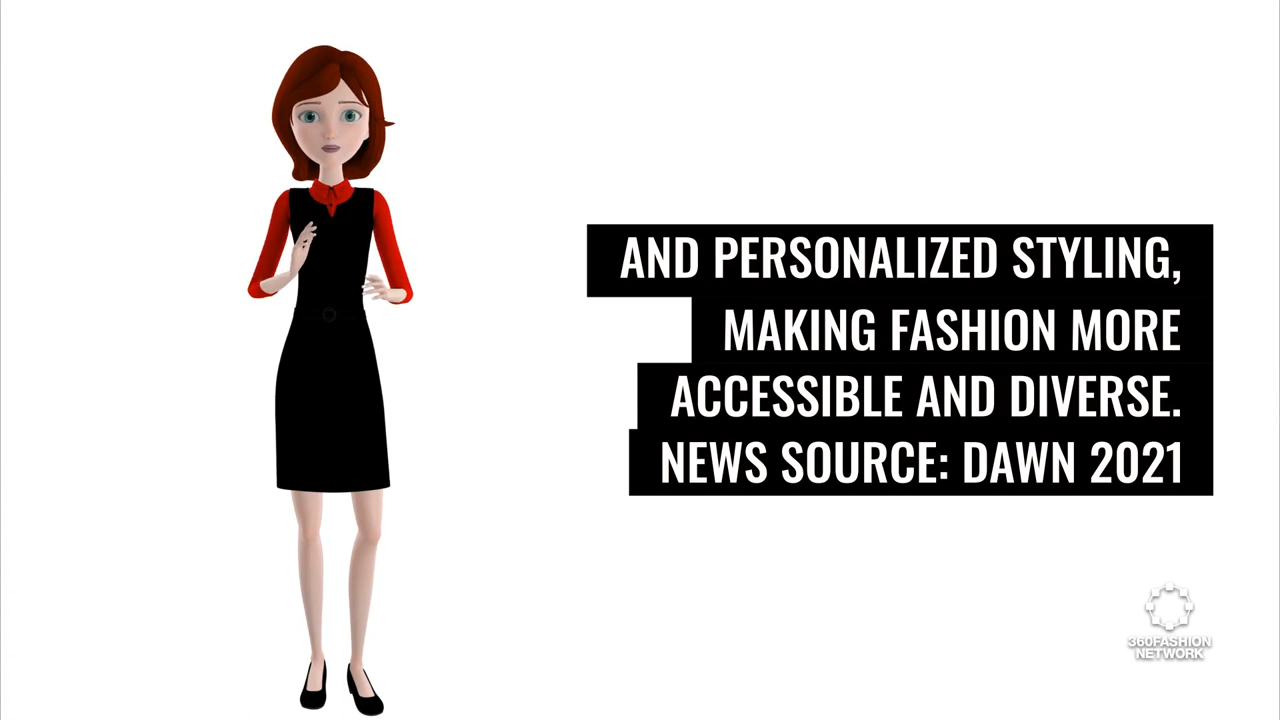 AND PERSONALIZED STYLING,
MAKING FASHION MORE
ACCESSIBLE AND DIVERSE.
NEWS SOURCE: DAWN 2021
360FASHION
NETWORK